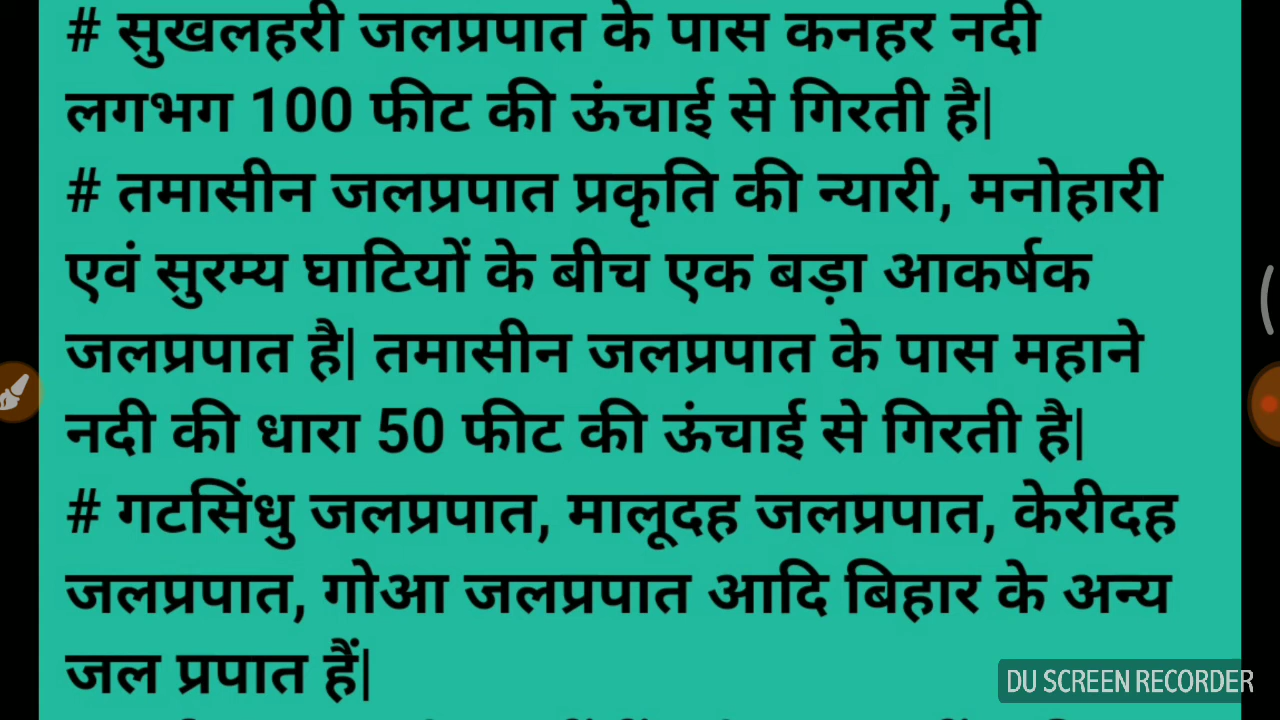 # सुखलहरी जलप्रपात के पास कनहर नदी
लगभग 100 फीट की ऊंचाई से गिरती है|
# तमासीन जलप्रपात प्रकृति की न्यारी, मनोहारी
एवं सुरम्य घाटियों के बीच एक बड़ा आकर्षक
जलप्रपात है| तमासीन जलप्रपात के पास महाने
नदी की धारा 50 फीट की ऊंचाई से गिरती है|
# गटसिंधु जलप्रपात, मालूदह जलप्रपात, केरीदह
जलप्रपात, गोआ जलप्रपात आदि बिहार के अन्य
जल प्रपात हैं|
DU SCREEN RECORDER